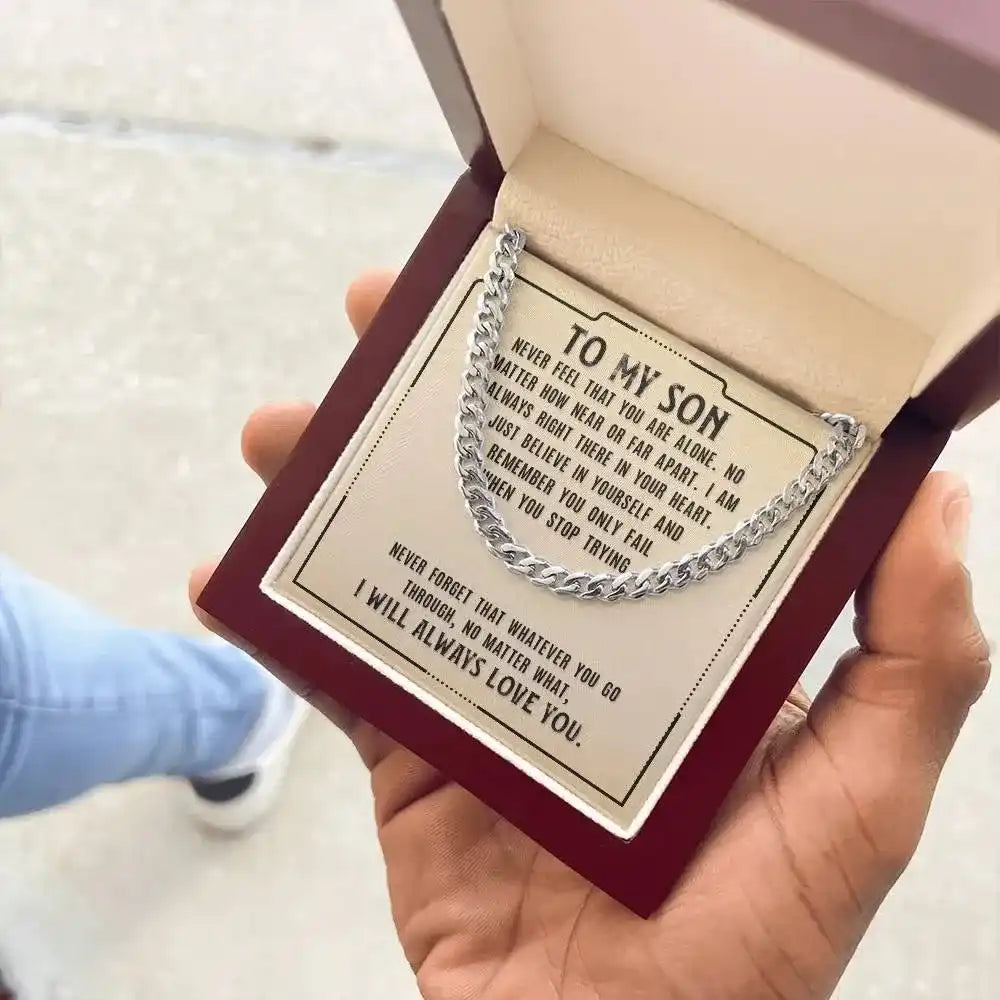 TO MY SON
NEVER FEEL THAT YOU ARE ALONE. NO
MATTER HOW NEAR OR FAR APART. I AM
ALWAYS RIGHT THERE IN YOUR HEART.
JUST BELIEVE IN YOURSELF AND
REMEMBER YOU ONLY FAIL
WHEN YOU STOP TRYING
NEVER FORGET THAT WHATEVER YOU GO
THROUGH, NO MATTER WHAT,
I WILL ALWAYS LOVE YOU.